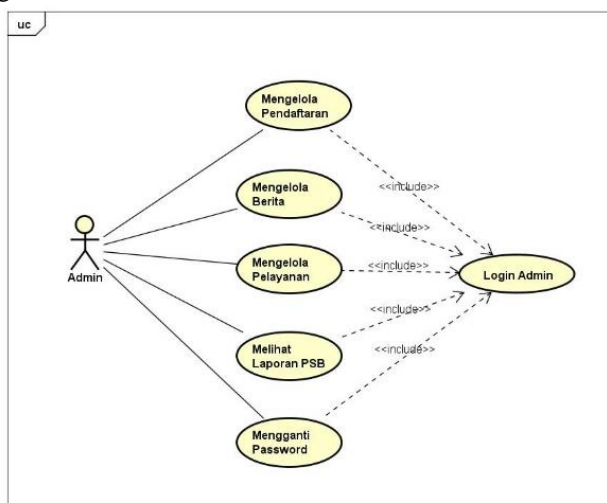 uc
Mengelola
Pendaftaran
<<include>>
Mengelola
Berita
<<include>>
Admin
Mengelola
Pelayanan
<<include>>
Login Admin
Melihat
Laporan PSB
<<include>>
<<include>>
Mengganti
Password